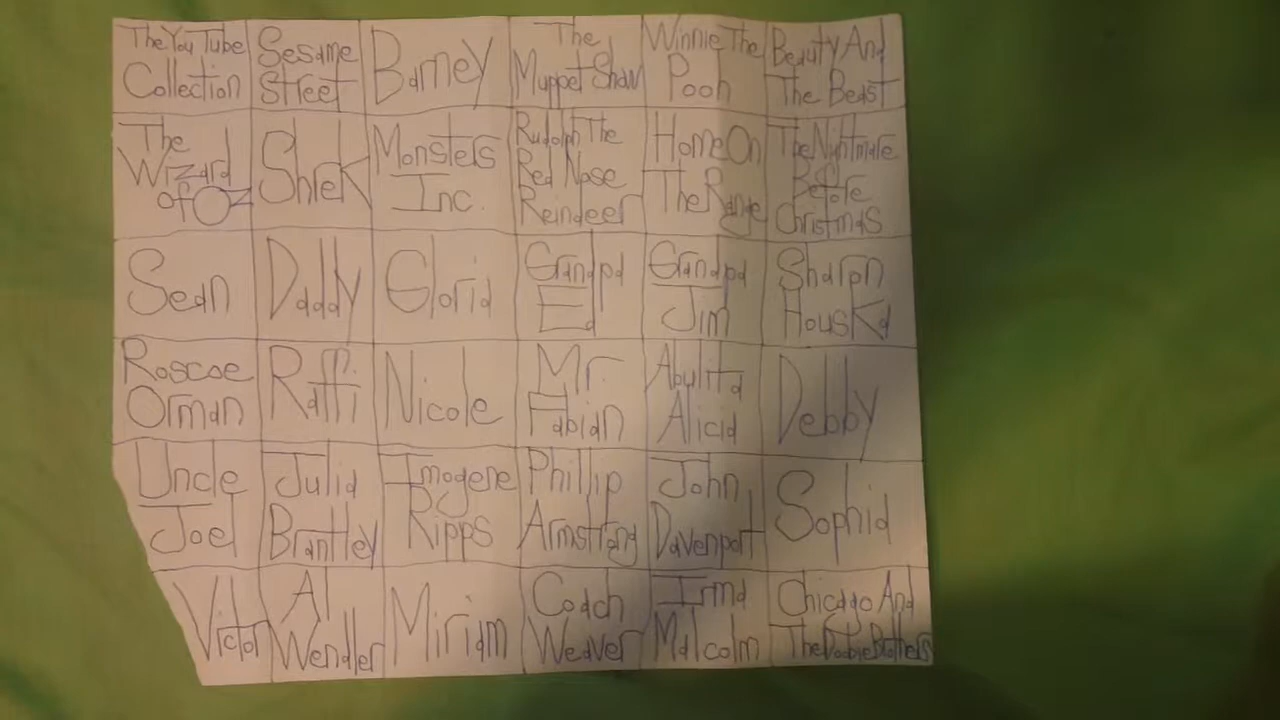 The YouTube
Collection
Sesame
Street
Barney
The
Muppet Show
Winnie The
Pooh
Beauty And
The Beast
The
Wizard
of Oz
Shrek
Monsters
Inc.
Rudolph The
Red Nose
Reindeer
Home On
The Range
The Nightmare
Before
Christmas
Sean
Daddy
Gloria
Grandpa
Ed
Grandpa
Jim
Sharon
Houska
Roscoe
Orman
Raffi
Nicole
Mr.
Fabian
Abulita
Alicia
Debby
Uncle
Joel
Julia
Brantley
Imogene
Ripps
Phillip
Armstrong
John
Davenport
Sophia
Victor
Al
Wendler
Miriam
Coach
Weaver
Irma
Malcolm
Chicago And
The Doobie Brothers